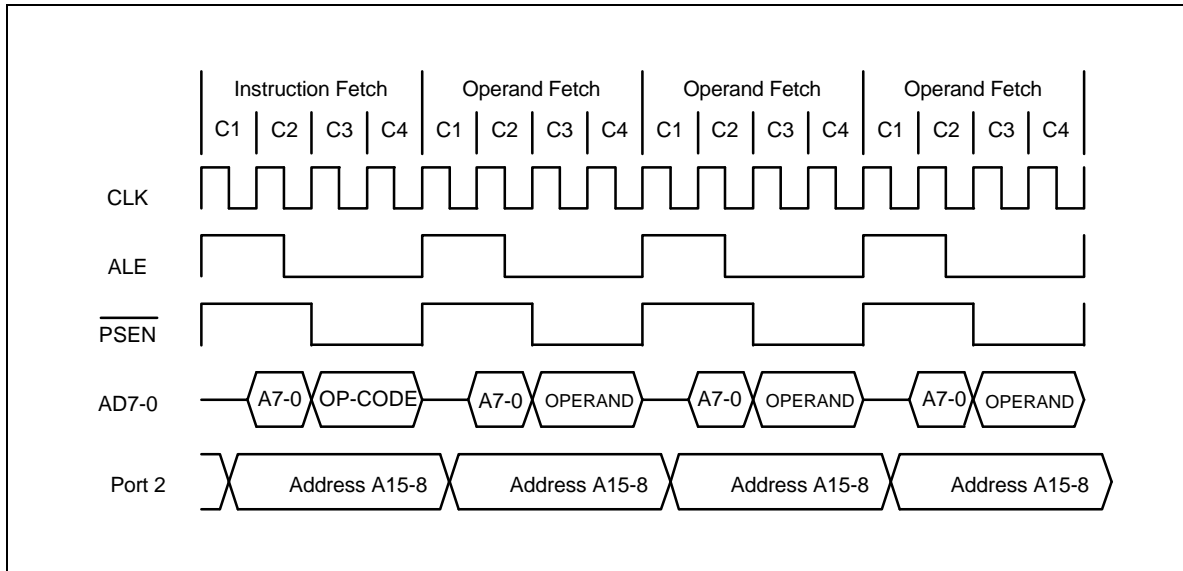 Instruction Fetch Operand Fetch Operand Fetch Operand Fetch
C1 C2 C3 C4 C1 C2 C3 C4 C1 C2 C3 C4 C1 C2 C3 C4
CLK
ALE
PSEN
AD7-0 A7-0 OP-CODE A7-0 OPERAND A7-0 OPERAND A7-0 OPERAND
Port 2 Address A15-8 Address A15-8 Address A15-8 Address A15-8